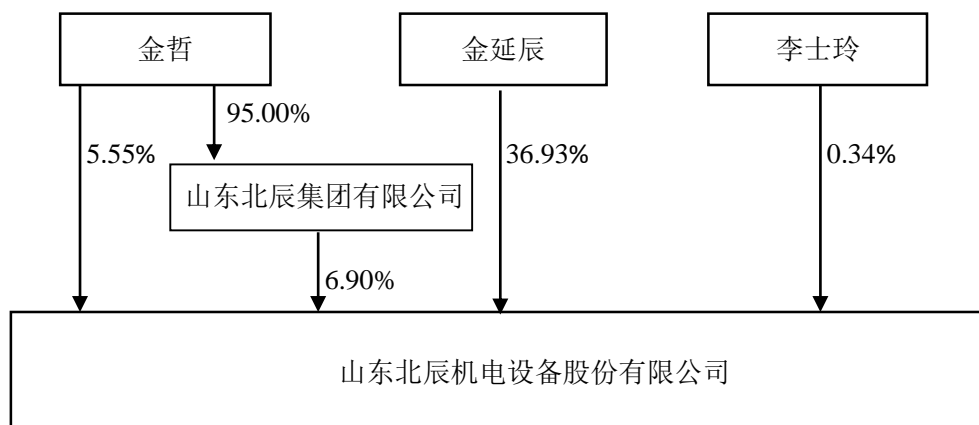 金哲
金延辰
李士玲
95.00%
5.55%
36.93%
0.34%
山东北辰集团有限公司
6.90%
山东北辰机电设备股份有限公司